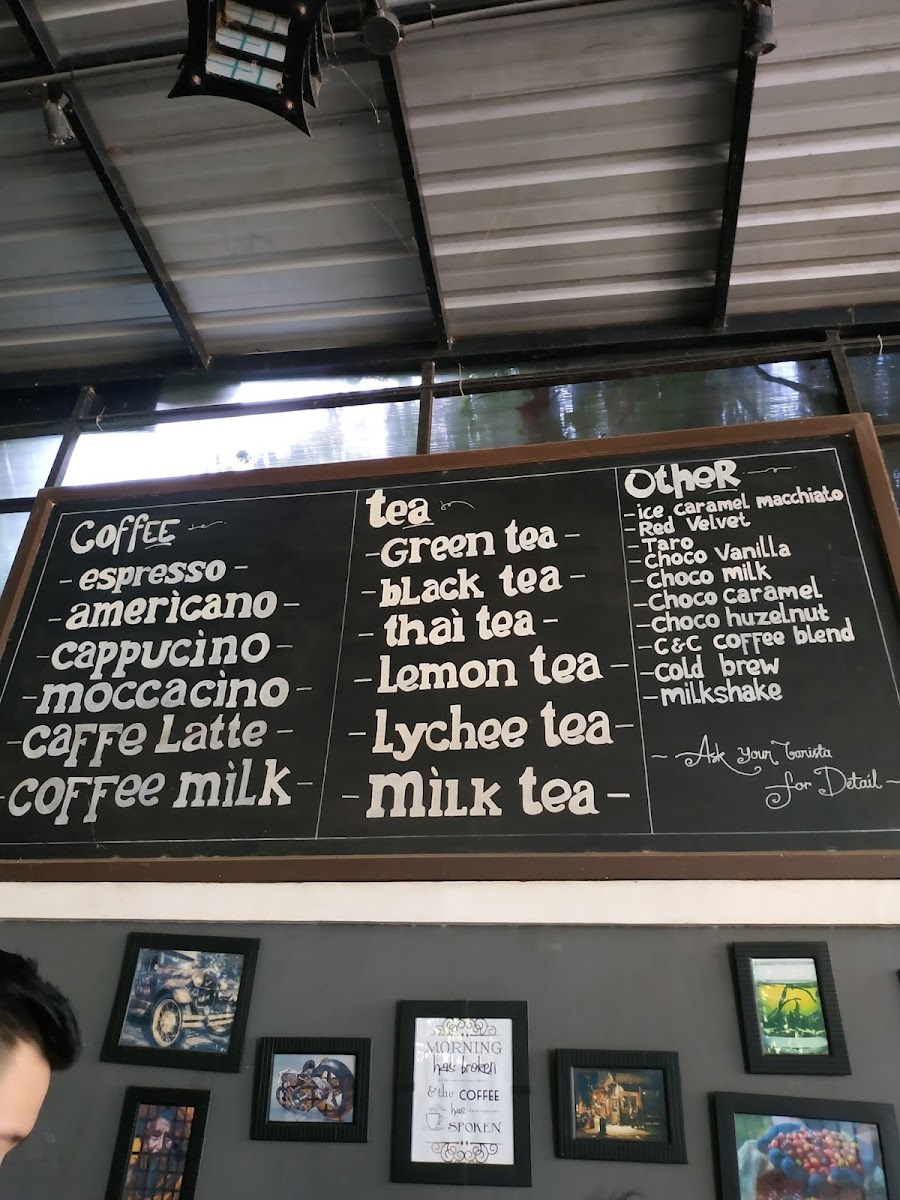 Coffee
- espresso -
- americano -
- cappucino -
- moccacino -
- caffe Latte -
- coffee milk -
tea
- Green tea -
- black tea -
- thai tea -
- Lemon tea -
- Lychee tea -
- Milk tea -
Other
- ice caramel macchiato
- Red Velvet
- Taro
- Choco Vanilla
- Choco milk
- Choco caramel
- choco huzelnut
- C&C coffee blend
- cold brew
- milkshake
- Ask Your barista
for Detail -
MORNING
has broken
& the COFFEE
has
SPOKEN